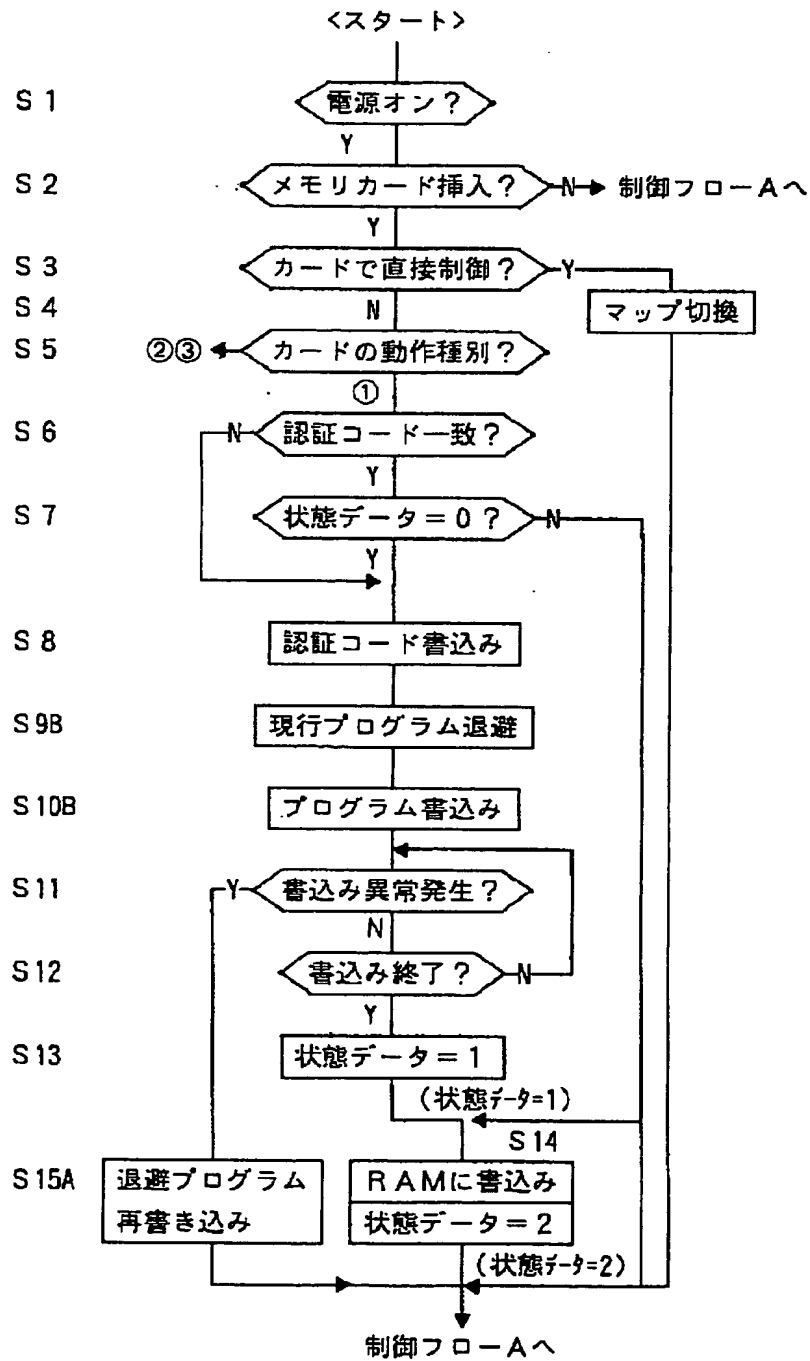 <スタート>
S1 電源オン?
Y
S2 メモリカード挿入? N 制御フローAへ
Y
S3 カードで直接制御? Y
S4 N マップ切換
S5 ②③ カードの動作種別?
①
S6 N 認証コード一致?
Y
S7 状態データ=0? N
Y
S8 認証コード書込み
S9B 現行プログラム退避
S10B プログラム書込み
S11 Y 書込み異常発生?
N
S12 書込み終了? N
Y
S13 状態データ=1
(状態データ=1)
S14
S15A 退避プログラム RAMに書込み
再書き込み 状態データ=2
(状態データ=2)
制御フローAへ